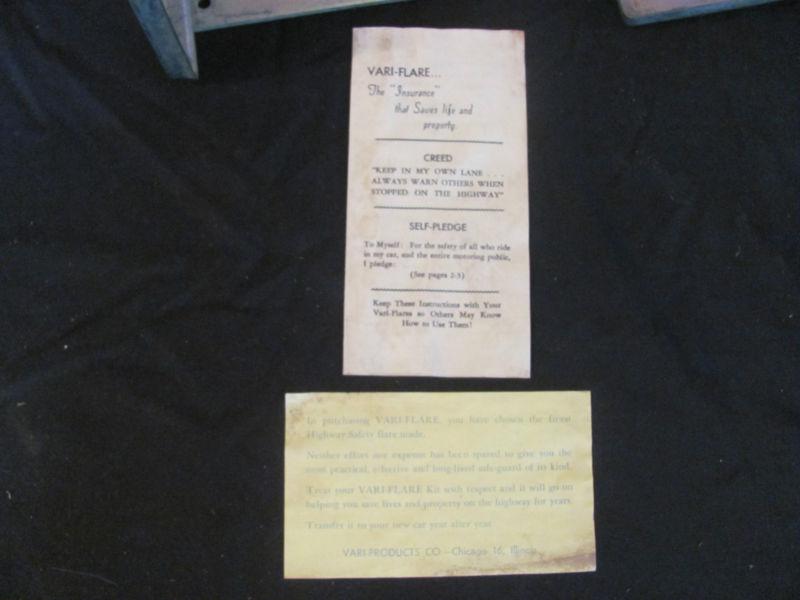 VARI-FLARE...
The "Insurance"
that Saves life and
property.
CREED
"KEEP IN MY OWN LANE . . .
ALWAYS WARN OTHERS WHEN
STOPPED ON THE HIGHWAY"
SELF-PLEDGE
To Myself: For the safety of all who ride
in my car, and the entire motoring public,
I pledge:
(See pages 2-3)
Keep These Instructions with Your
Vari-Flares so Others May Know
How to Use Them!
In purchasing VARI-FLARE, you have chosen the finest
Highway Safety flare made.
Neither effort nor expense has been spared to give you the
most practical, effective and long-lived safe-guard of its kind.
Treat your VARI-FLARE Kit with respect and it will go on
helping you save lives and property on the highway for years.
Transfer it to your new car year after year
VARI-PRODUCTS CO.—Chicago 16, Illinois